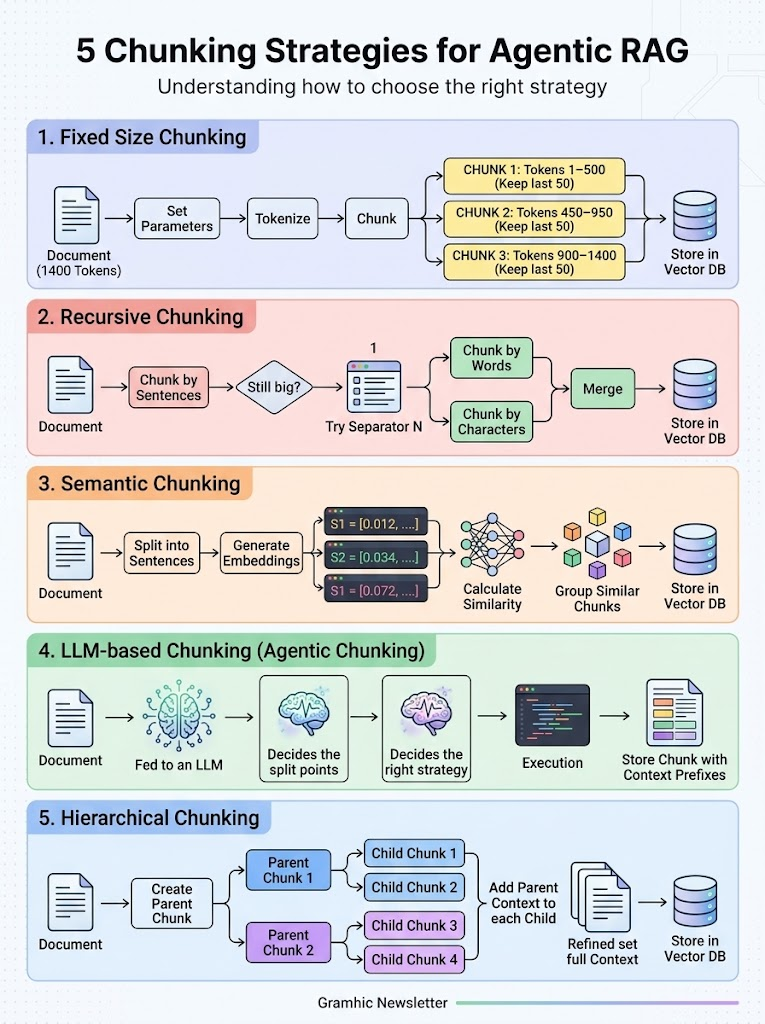 5 Chunking Strategies for Agentic RAG
Understanding how to choose the right strategy
1. Fixed Size Chunking
Document
(1400 Tokens)
Set
Parameters
Tokenize
Chunk
CHUNK 1: Tokens 1–500
(Keep last 50)
CHUNK 2: Tokens 450–950
(Keep last 50)
CHUNK 3: Tokens 900–1400
(Keep last 50)
Store in
Vector DB
2. Recursive Chunking
Document
Chunk by
Sentences
Still big?
1
Try Separator N
Chunk by
Words
Chunk by
Characters
Merge
Store in
Vector DB
3. Semantic Chunking
Document
Split into
Sentences
Generate
Embeddings
S1 = [0.012, ....]
S2 = [0.034, ....]
S1 = [0.072, ....]
Calculate
Similarity
Group Similar
Chunks
Store in
Vector DB
4. LLM-based Chunking (Agentic Chunking)
Document
Fed to an LLM
Decides the
split points
Decides the
right strategy
Execution
Store Chunk with
Context Prefixes
5. Hierarchical Chunking
Document
Create
Parent
Chunk
Parent
Chunk 1
Parent
Chunk 2
Child Chunk 1
Child Chunk 2
Child Chunk 3
Child Chunk 4
Add Parent
Context to
each Child
Refined set
full Context
Store in
Vector DB
Gramhic Newsletter